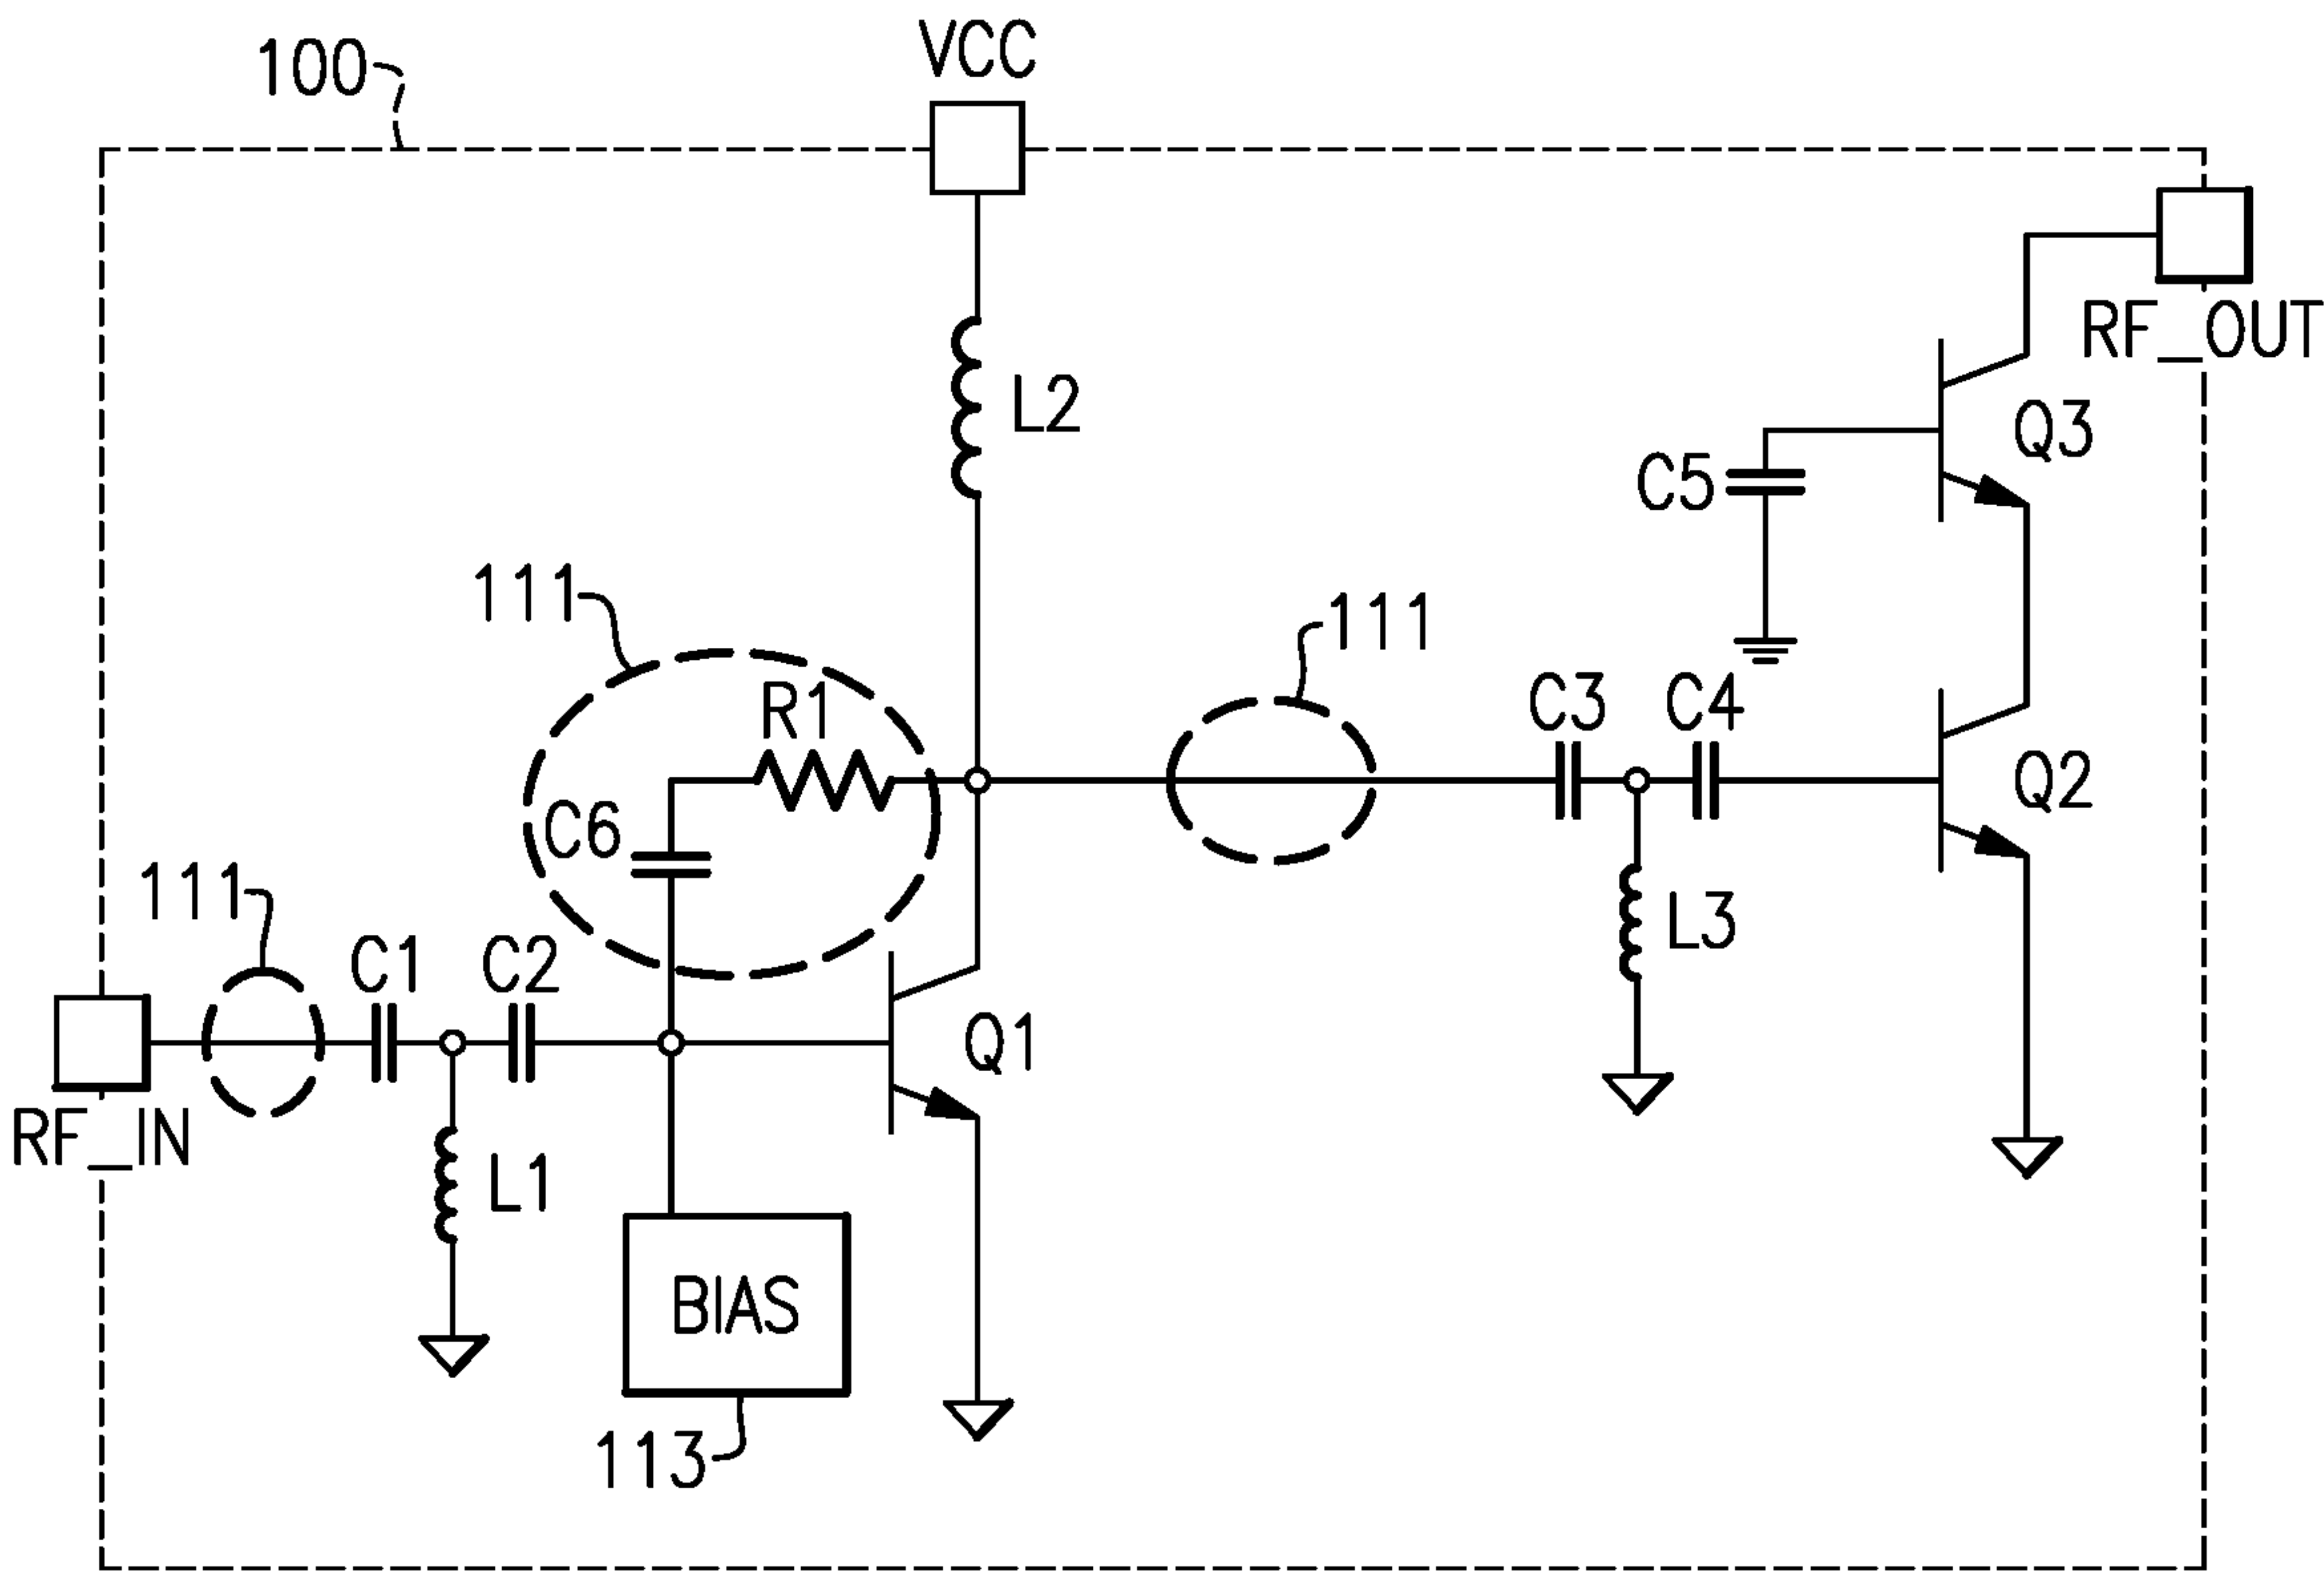 VCC
100
RF_OUT
L2
Q3
C5
111
111
R1
C3
C4
Q2
C6
111
L3
C1
C2
Q1
RF_IN
L1
BIAS
113